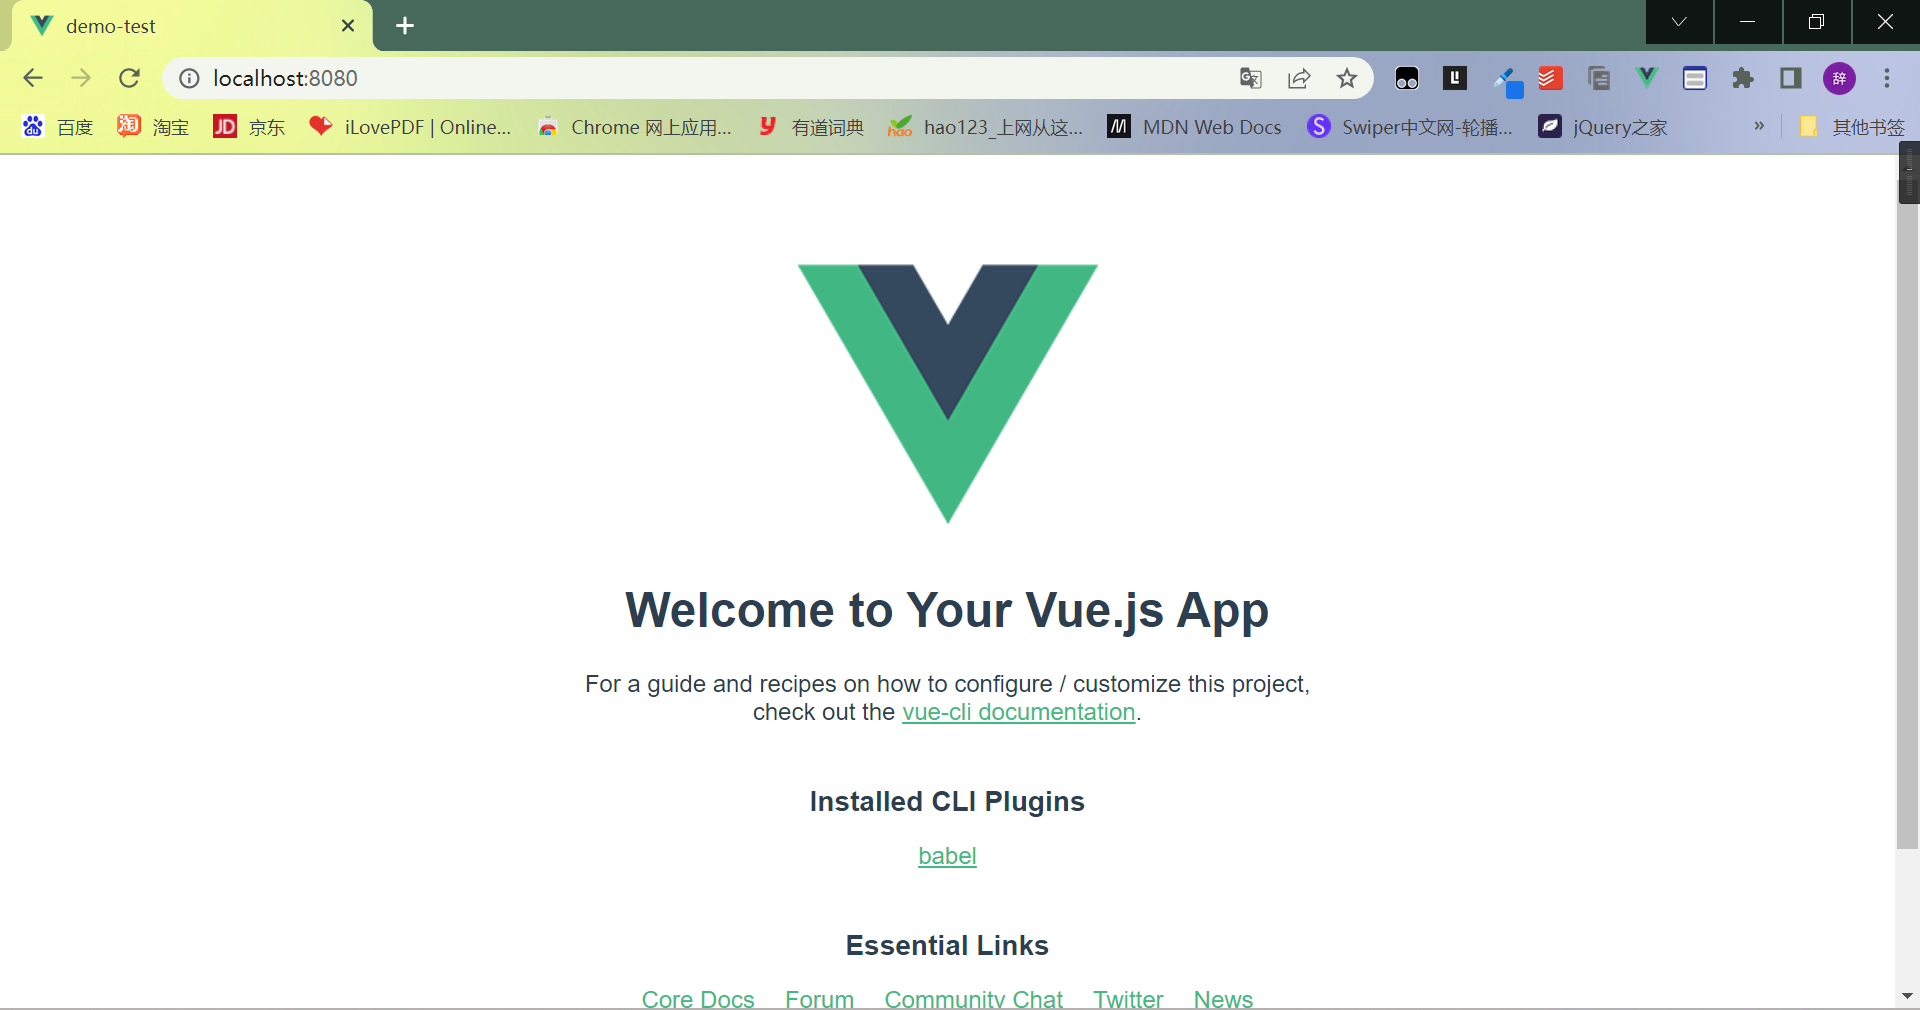 demo-test
localhost:8080
辞
百度 淘宝 京东 iLovePDF | Online... Chrome 网上应用... 有道词典 hao123_上网从这... MDN Web Docs Swiper中文网-轮播... jQuery之家 » 其他书签
Welcome to Your Vue.js App
For a guide and recipes on how to configure / customize this project,
check out the vue-cli documentation.
Installed CLI Plugins
babel
Essential Links
Core Docs Forum Community Chat Twitter News